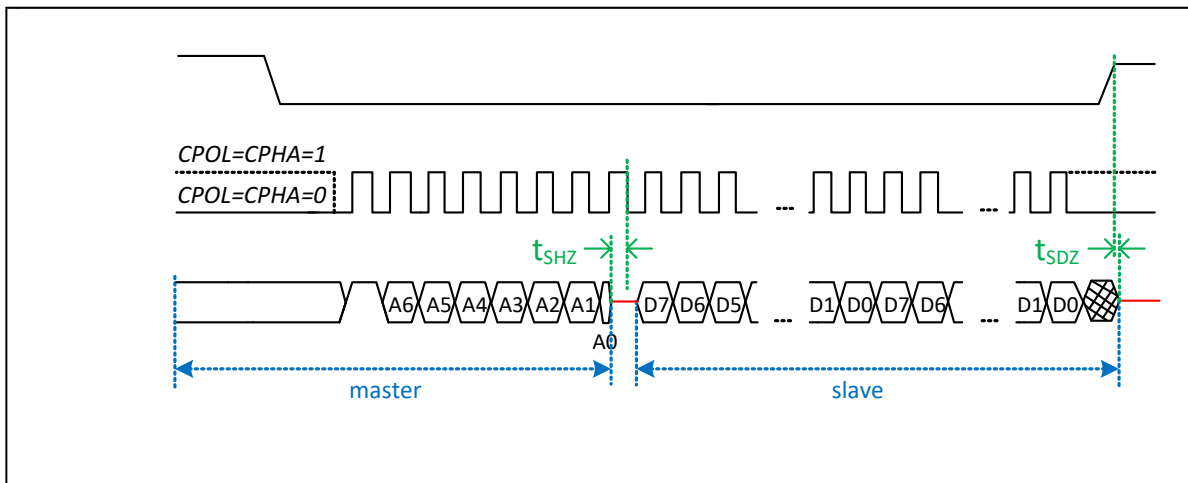 CPOL=CPHA=1
CPOL=CPHA=0
... ...
tSHZ tSDZ
A6 A5 A4 A3 A2 A1 D7 D6 D5 ... D1 D0 D7 D6 ... D1 D0
A0
master slave